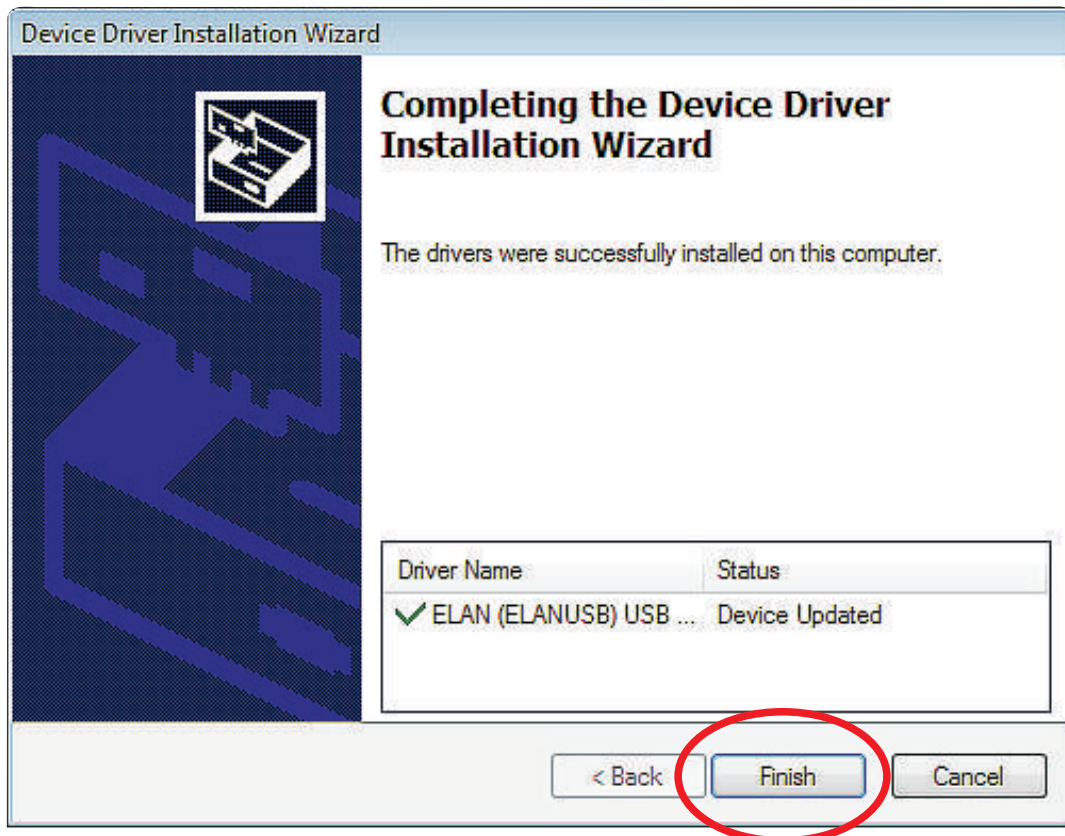 Device Driver Installation Wizard
Completing the Device Driver
Installation Wizard
The drivers were successfully installed on this computer.
Driver Name Status
ELAN (ELANUSB) USB ... Device Updated
< Back Finish Cancel